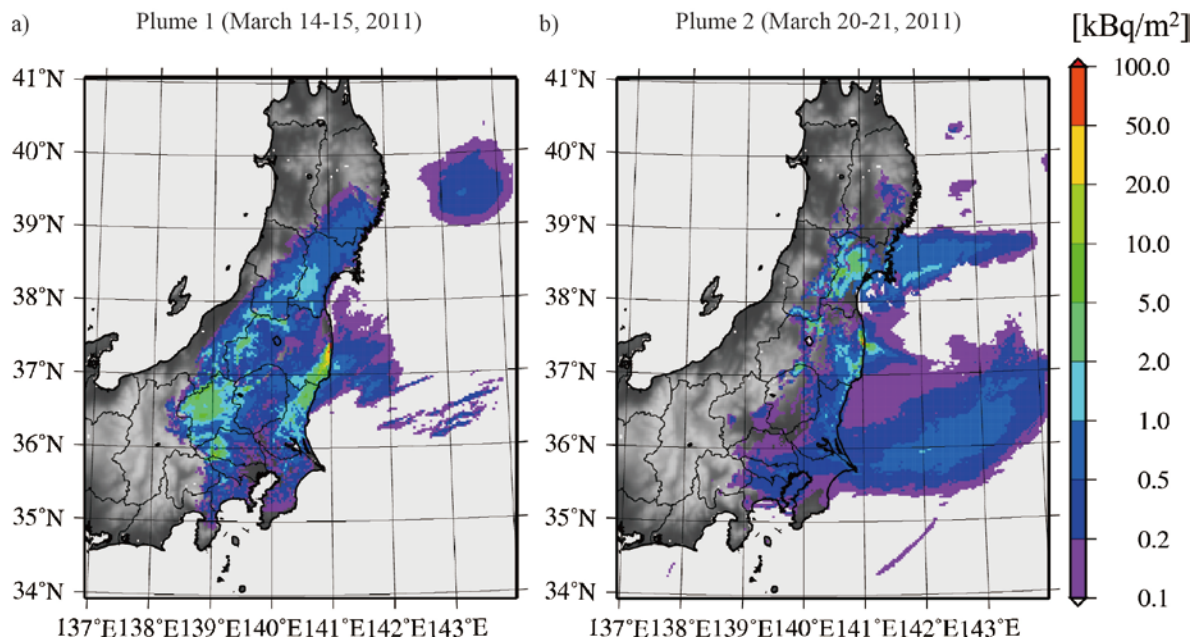 a) Plume 1 (March 14-15, 2011) b) Plume 2 (March 20-21, 2011) [kBq/m²]
41°N 41°N 100.0
40°N 40°N 50.0
20.0
39°N 39°N 10.0
38°N 38°N 5.0
37°N 37°N 2.0
36°N 36°N 1.0
0.5
35°N 35°N 0.2
34°N 34°N 0.1
137°E138°E139°E140°E141°E142°E143°E 137°E138°E139°E140°E141°E142°E143°E